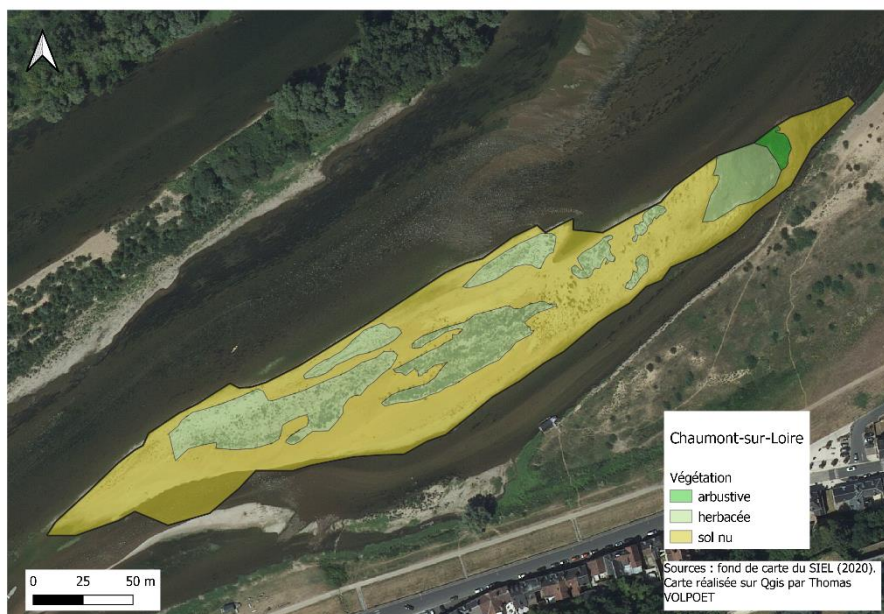 Chaumont-sur-Loire
Végétation
arbustive
herbacée
sol nu
0 25 50 m
Sources : fond de carte du SIEL (2020).
Carte réalisée sur Qgis par Thomas
VOLPOET